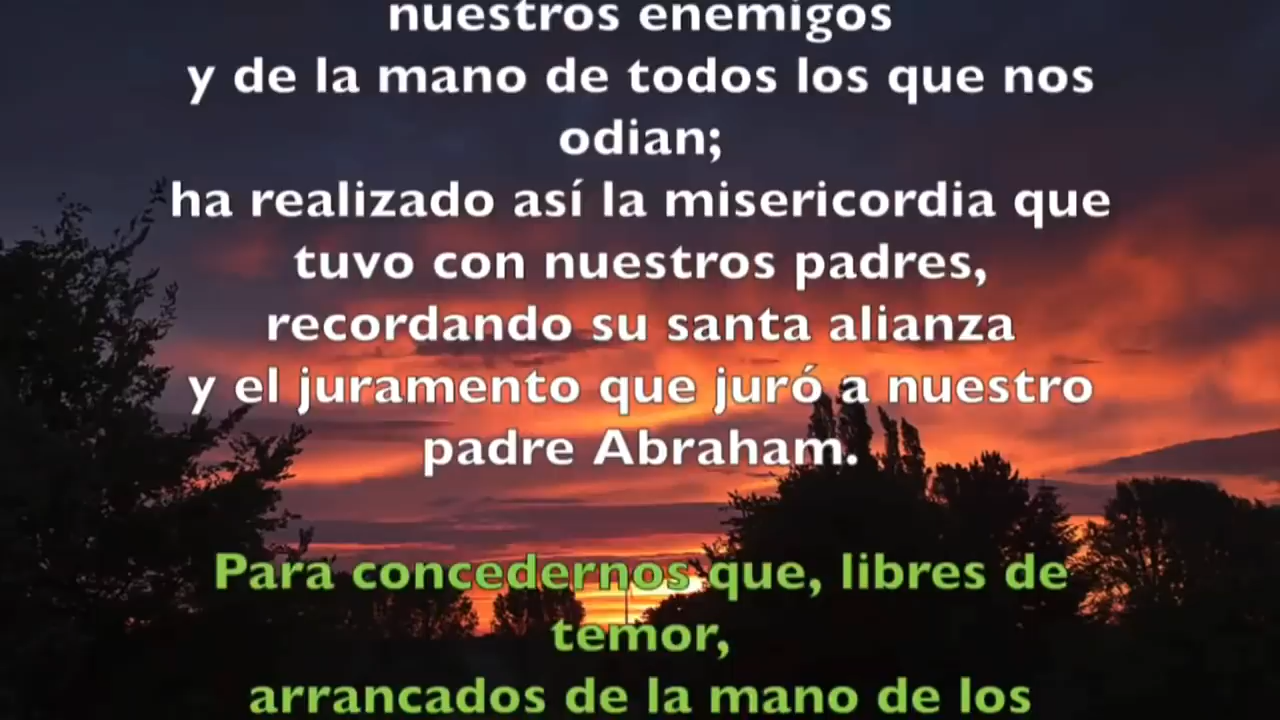 nuestros enemigos
y de la mano de todos los que nos
odian;
ha realizado así la misericordia que
tuvo con nuestros padres,
recordando su santa alianza
y el juramento que juró a nuestro
padre Abraham.
Para concedernos que, libres de
temor,
arrancados de la mano de los